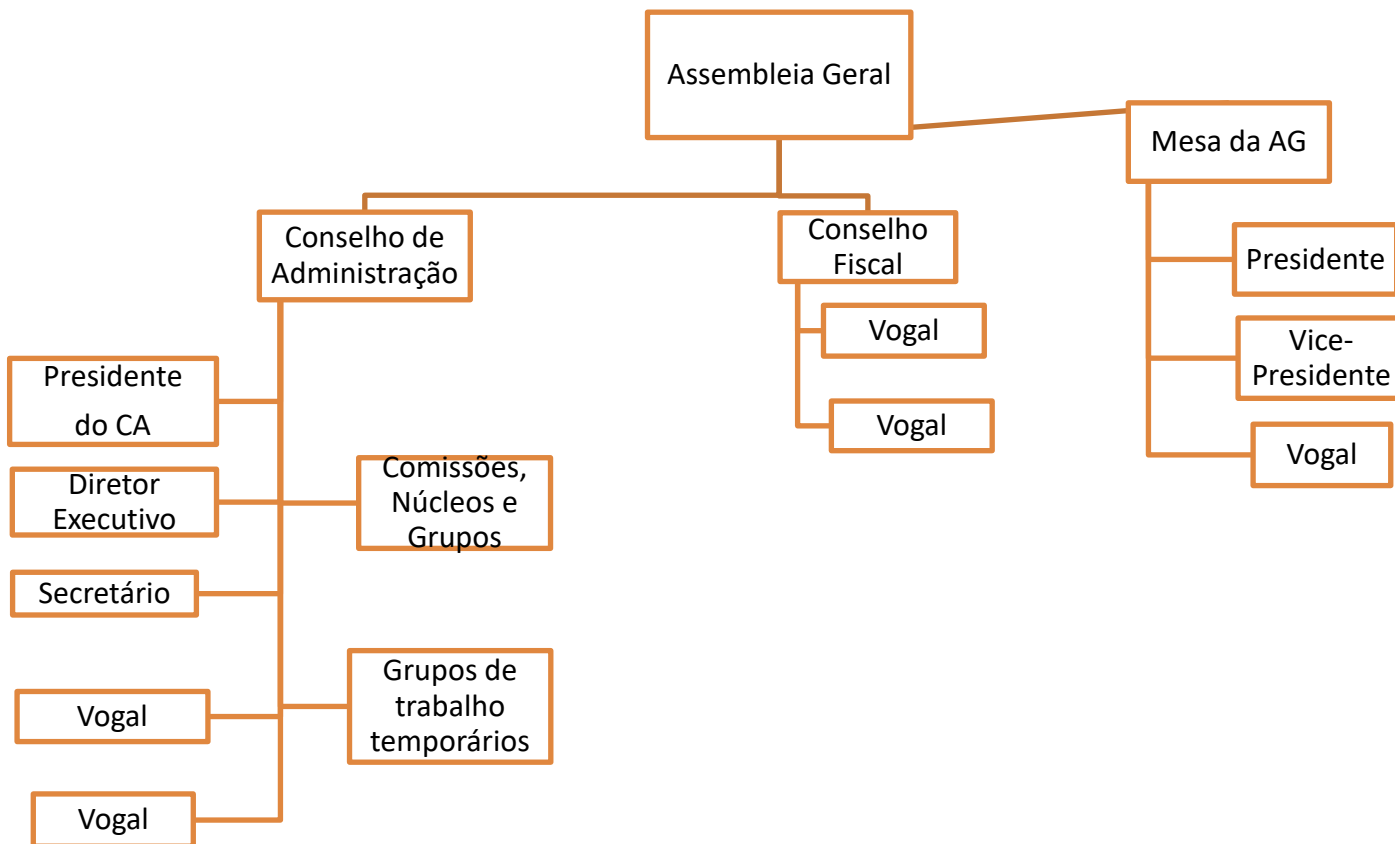 Assembleia Geral
Mesa da AG
Conselho de
Administração
Conselho
Fiscal
Presidente
Vice-
Presidente
Vogal
Vogal
Vogal
Presidente
do CA
Diretor
Executivo
Secretário
Vogal
Vogal
Comissões,
Núcleos e
Grupos
Grupos de
trabalho
temporários